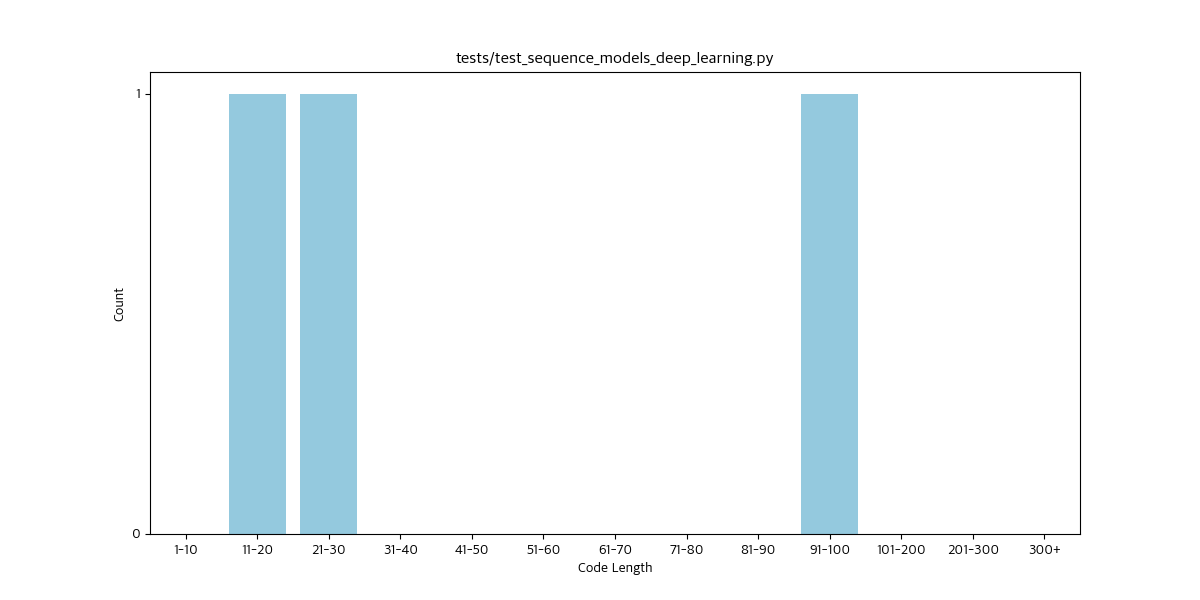 tests/test_sequence_models_deep_learning.py
1
Count
0
1-10 11-20 21-30 31-40 41-50 51-60 61-70 71-80 81-90 91-100 101-200 201-300 300+
Code Length